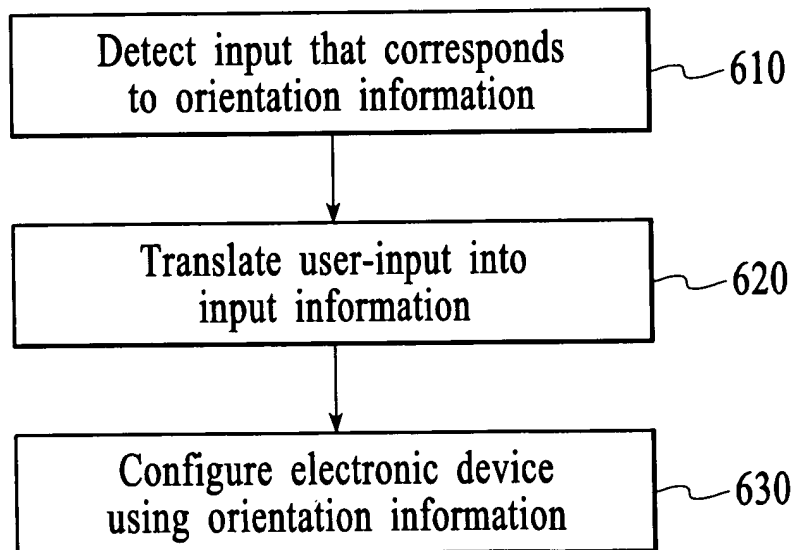 Detect input that corresponds
to orientation information
610
Translate user-input into
input information
620
Configure electronic device
using orientation information
630